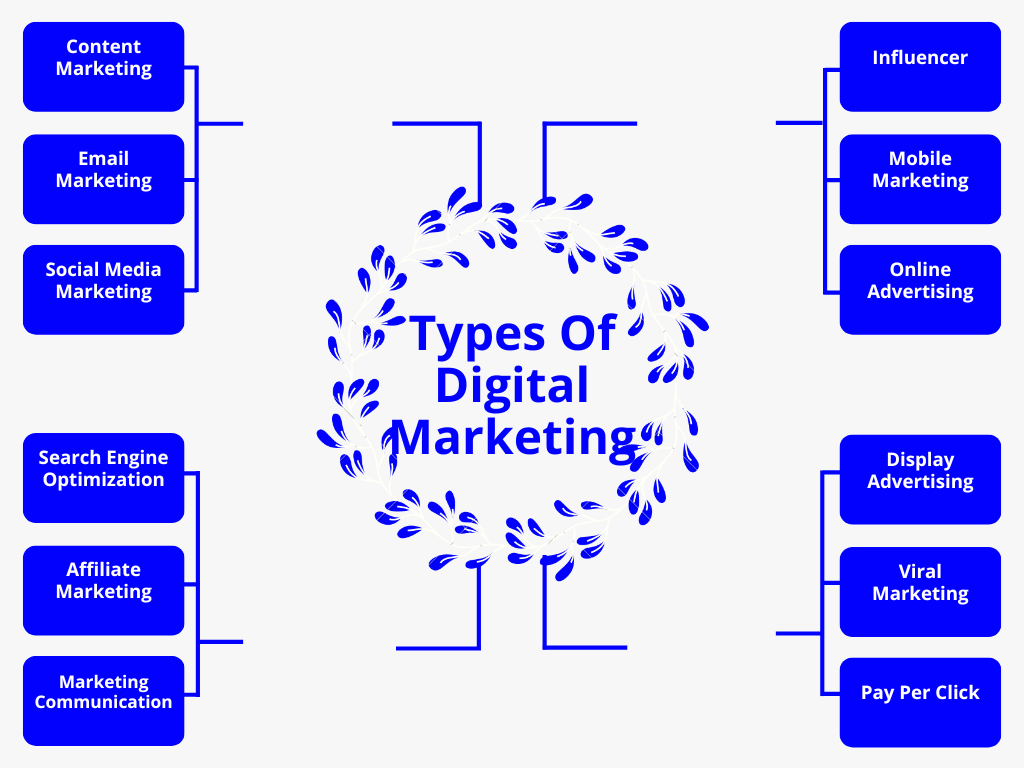 Content
Marketing
Email
Marketing
Social Media
Marketing
Influencer
Mobile
Marketing
Online
Advertising
Types Of
Digital
Marketing
Search Engine
Optimization
Affiliate
Marketing
Marketing
Communication
Display
Advertising
Viral
Marketing
Pay Per Click